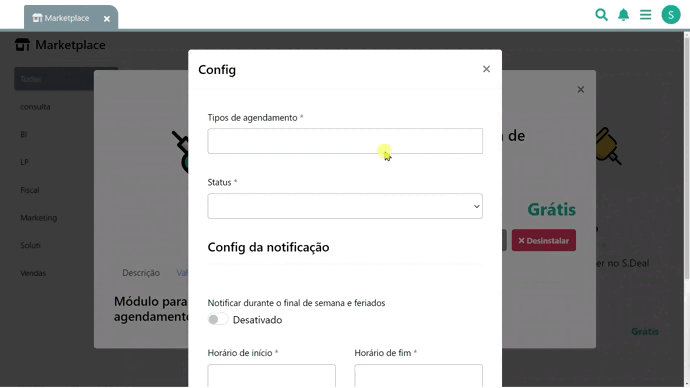 Marketplace
S
Marketplace
Todos
consulta
BI
LP
Fiscal
Marketing
Soluti
Vendas
Config
Tipos de agendamento *
Status *
Config da notificação
Notificar durante o final de semana e feriados
Desativado
Horário de início *
Horário de fim *
de
Grátis
Desinstalar
Descrição
Val
Módulo para
agendamento
er no S.Deal
Grátis